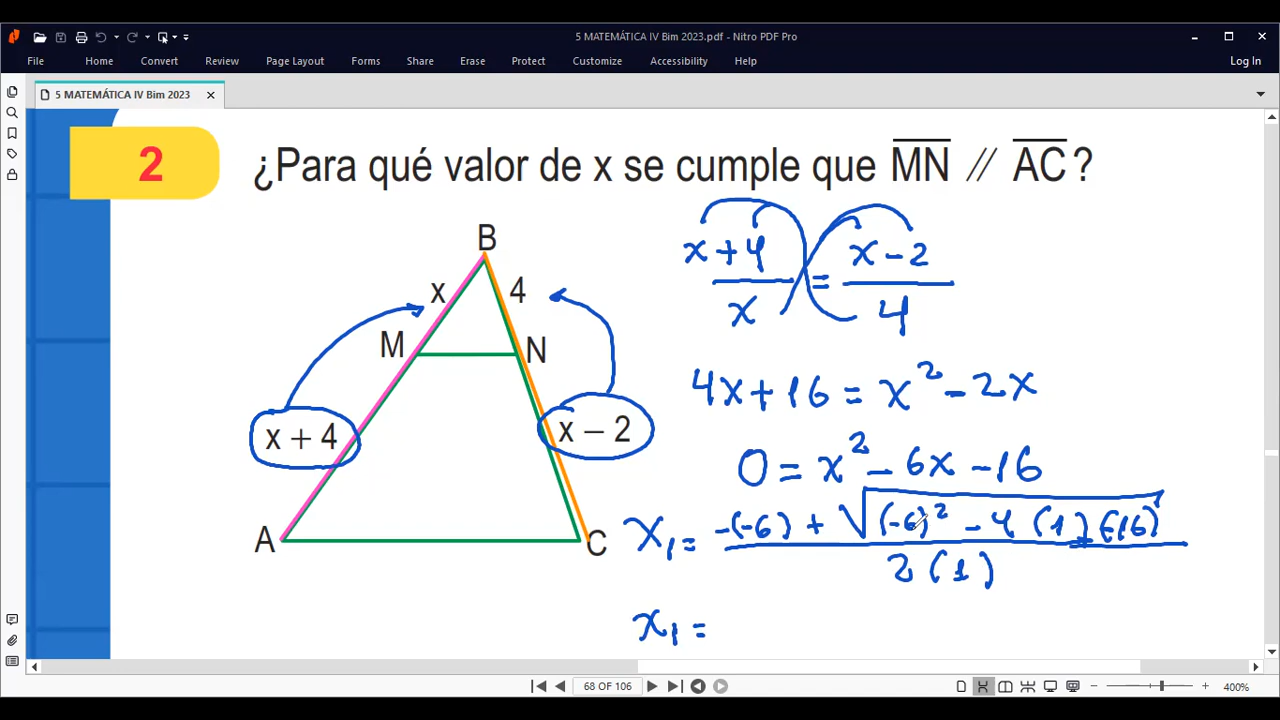 5 MATEMÁTICA IV Bim 2023.pdf - Nitro PDF Pro
File Home Convert Review Page Layout Forms Share Erase Protect Customize Accessibility Help Log In
5 MATEMÁTICA IV Bim 2023
2 ¿Para qué valor de x se cumple que MN // AC?
B
x 4
M N
x + 4 x − 2
A C
x+4/x = x−2/4
4x+16 = x²−2x
0 = x²−6x−16
x₁ = −(−6)+√(−6)²−4(1)(−16)/2(1)
x₁ =
68 OF 106
400%